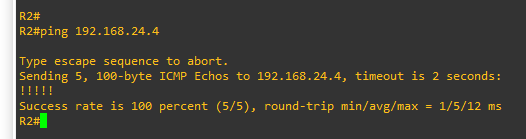 R2#
R2#ping 192.168.24.4
Type escape sequence to abort.
Sending 5, 100-byte ICMP Echos to 192.168.24.4, timeout is 2 seconds:
!!!!!
Success rate is 100 percent (5/5), round-trip min/avg/max = 1/5/12 ms
R2#